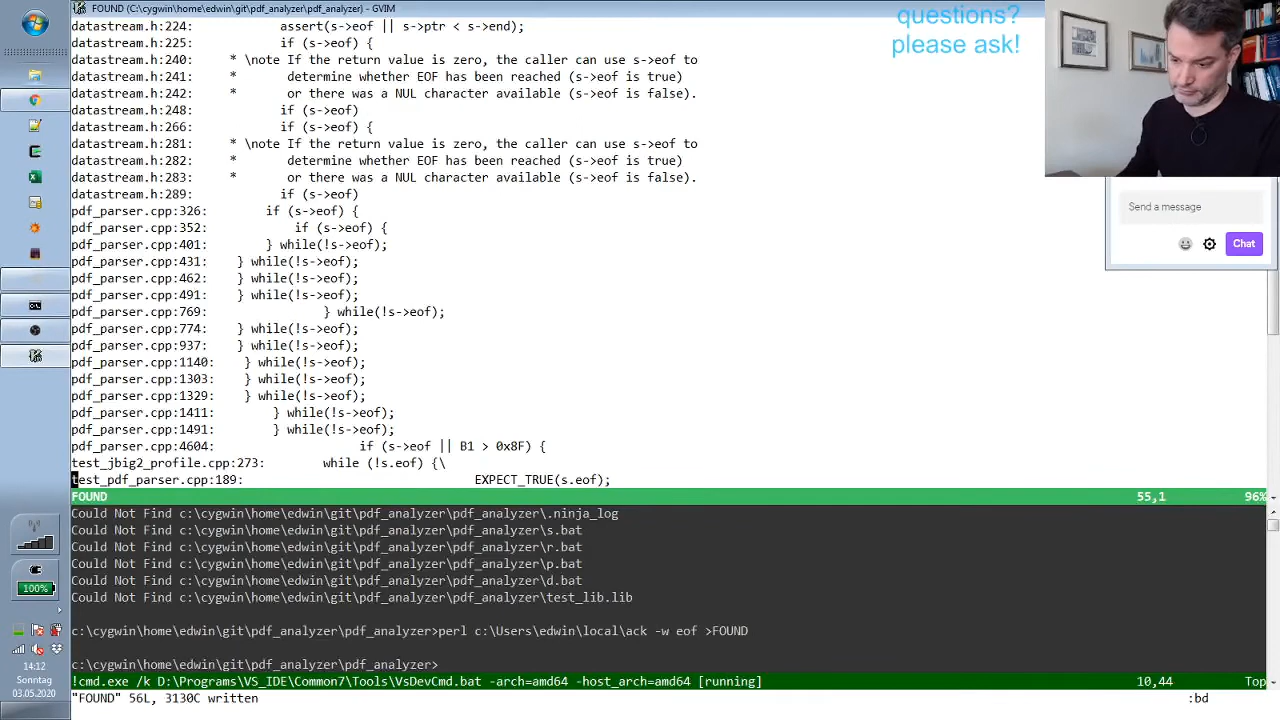 FOUND (C:\cygwin\home\edwin\git\pdf_analyzer\pdf_analyzer) - GVIM
questions?
please ask!
datastream.h:224:          assert(s->eof || s->ptr < s->end);
datastream.h:225:          if (s->eof) {
datastream.h:240:    * \note If the return value is zero, the caller can use s->eof to
datastream.h:241:    *       determine whether EOF has been reached (s->eof is true)
datastream.h:242:    *       or there was a NUL character available (s->eof is false).
datastream.h:248:          if (s->eof)
datastream.h:266:          if (s->eof) {
datastream.h:281:    * \note If the return value is zero, the caller can use s->eof to
datastream.h:282:    *       determine whether EOF has been reached (s->eof is true)
datastream.h:283:    *       or there was a NUL character available (s->eof is false).
datastream.h:289:          if (s->eof)
pdf_parser.cpp:326:        if (s->eof) {
pdf_parser.cpp:352:            if (s->eof) {
pdf_parser.cpp:401:        } while(!s->eof);
pdf_parser.cpp:431:    } while(!s->eof);
pdf_parser.cpp:462:    } while(!s->eof);
pdf_parser.cpp:491:    } while(!s->eof);
pdf_parser.cpp:769:                } while(!s->eof);
pdf_parser.cpp:774:    } while(!s->eof);
pdf_parser.cpp:937:    } while(!s->eof);
pdf_parser.cpp:1140:    } while(!s->eof);
pdf_parser.cpp:1303:    } while(!s->eof);
pdf_parser.cpp:1329:    } while(!s->eof);
pdf_parser.cpp:1411:        } while(!s->eof);
pdf_parser.cpp:1491:        } while(!s->eof);
pdf_parser.cpp:4604:                   if (s->eof || B1 > 0x8F) {
test_jbig2_profile.cpp:273:        while (!s.eof) {\
test_pdf_parser.cpp:189:                               EXPECT_TRUE(s.eof);
FOUND 55,1 96%
Could Not Find c:\cygwin\home\edwin\git\pdf_analyzer\pdf_analyzer\.ninja_log
Could Not Find c:\cygwin\home\edwin\git\pdf_analyzer\pdf_analyzer\s.bat
Could Not Find c:\cygwin\home\edwin\git\pdf_analyzer\pdf_analyzer\r.bat
Could Not Find c:\cygwin\home\edwin\git\pdf_analyzer\pdf_analyzer\p.bat
Could Not Find c:\cygwin\home\edwin\git\pdf_analyzer\pdf_analyzer\d.bat
Could Not Find c:\cygwin\home\edwin\git\pdf_analyzer\pdf_analyzer\test_lib.lib
c:\cygwin\home\edwin\git\pdf_analyzer\pdf_analyzer>perl c:\Users\edwin\local\ack -w eof >FOUND
c:\cygwin\home\edwin\git\pdf_analyzer\pdf_analyzer>
!cmd.exe /k D:\Programs\VS_IDE\Common7\Tools\VsDevCmd.bat -arch=amd64 -host_arch=amd64 [running] 10,44 Top
"FOUND" 56L, 3130C written :bd
Send a message
Chat
100%
14:12
Sonntag
03.05.2020